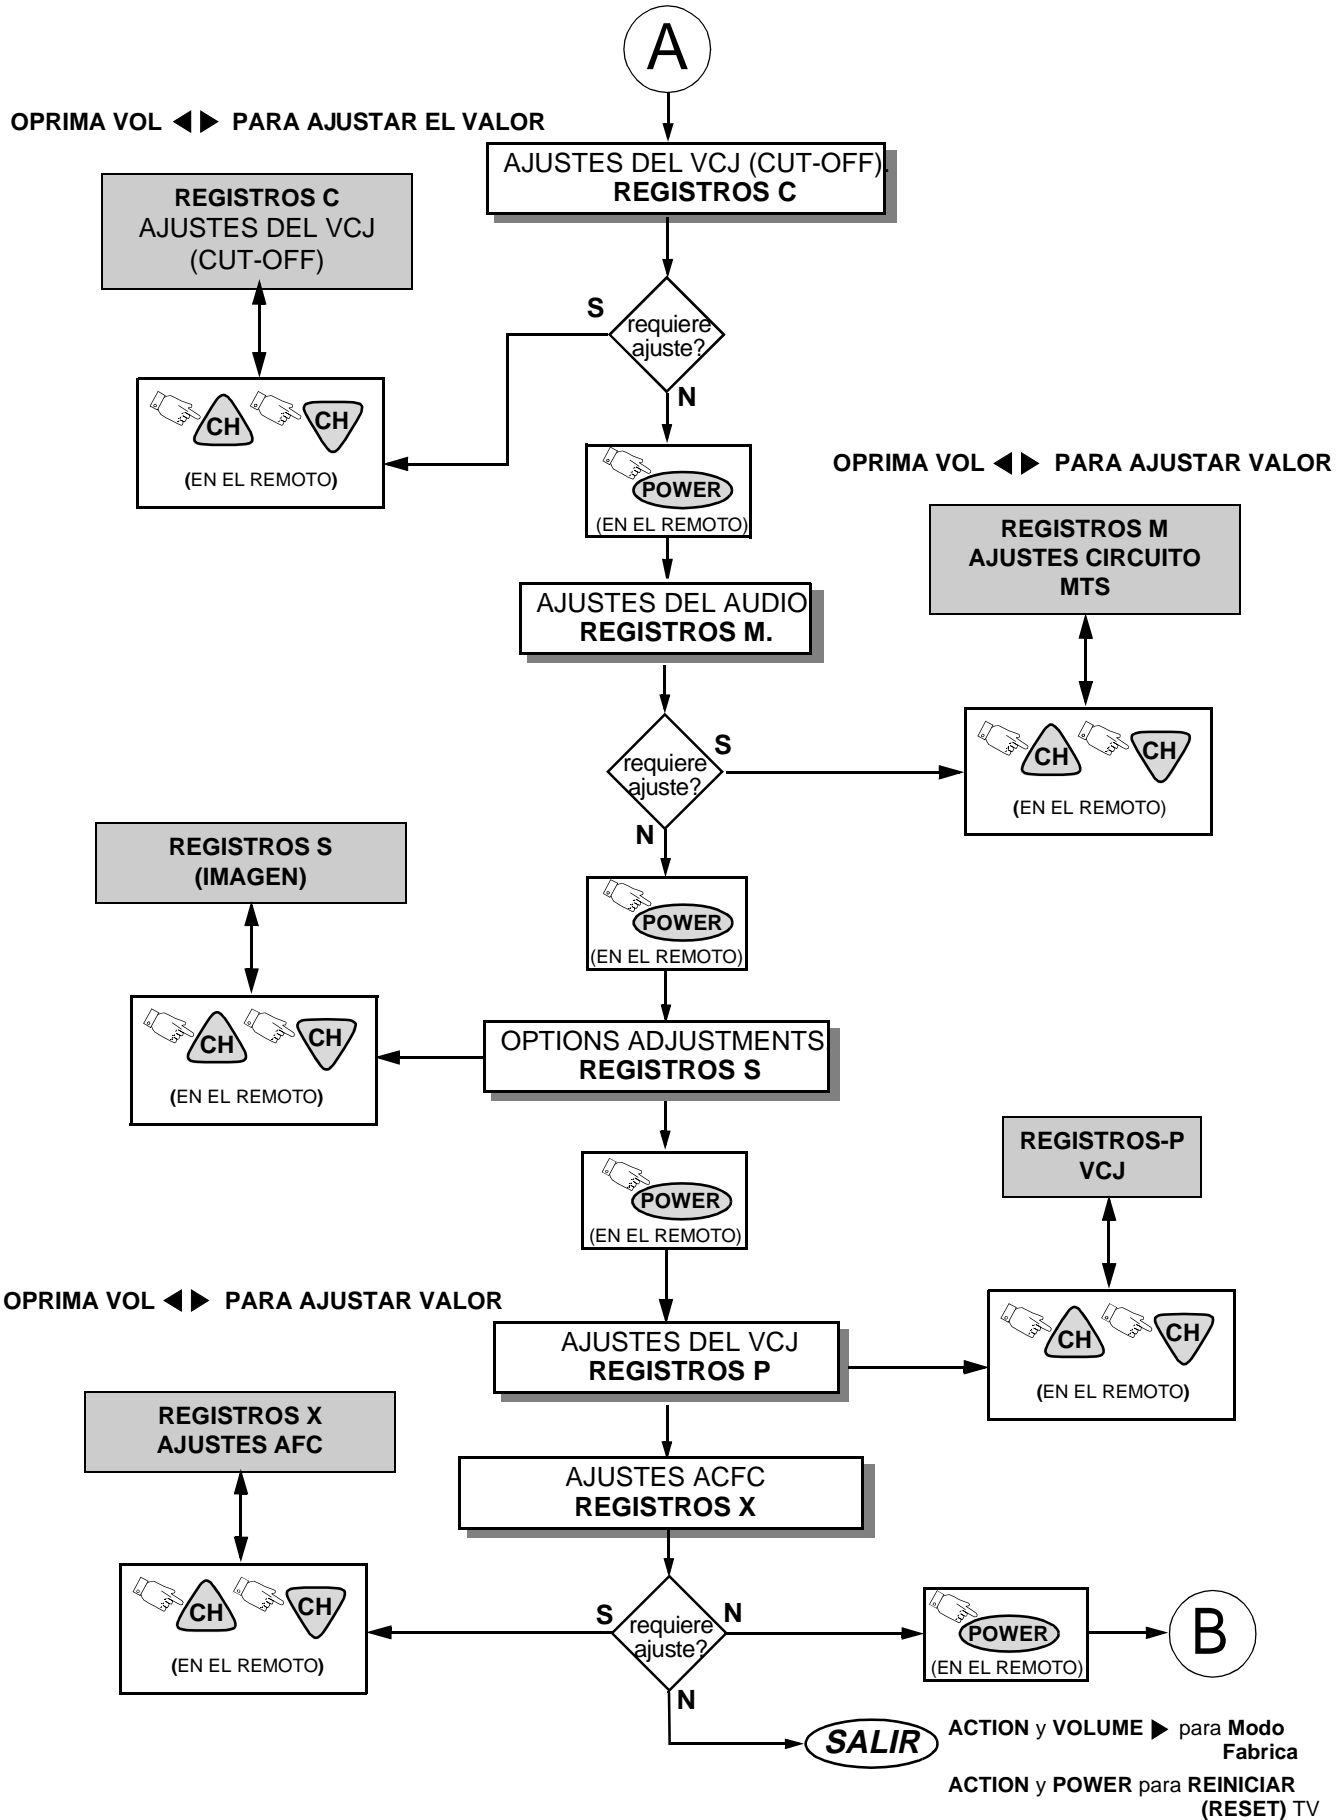 A
OPRIMA VOL ◀▶ PARA AJUSTAR EL VALOR
AJUSTES DEL VCJ (CUT-OFF).
REGISTROS C
REGISTROS C
AJUSTES DEL VCJ
(CUT-OFF)
S
requiere
ajuste?
N
CH CH
(EN EL REMOTO)
POWER
(EN EL REMOTO)
OPRIMA VOL ◀▶ PARA AJUSTAR VALOR
REGISTROS M
AJUSTES CIRCUITO
MTS
AJUSTES DEL AUDIO
REGISTROS M.
S
requiere
ajuste?
N
CH CH
(EN EL REMOTO)
REGISTROS S
(IMAGEN)
POWER
(EN EL REMOTO)
CH CH
(EN EL REMOTO)
OPTIONS ADJUSTMENTS
REGISTROS S
REGISTROS-P
VCJ
POWER
(EN EL REMOTO)
OPRIMA VOL ◀▶ PARA AJUSTAR VALOR
AJUSTES DEL VCJ
REGISTROS P
CH CH
(EN EL REMOTO)
REGISTROS X
AJUSTES AFC
AJUSTES ACFC
REGISTROS X
CH CH
(EN EL REMOTO)
S
requiere
ajuste?
N
N
POWER
(EN EL REMOTO)
B
SALIR
ACTION y VOLUME ▶ para Modo
Fabrica
ACTION y POWER para REINICIAR
(RESET) TV